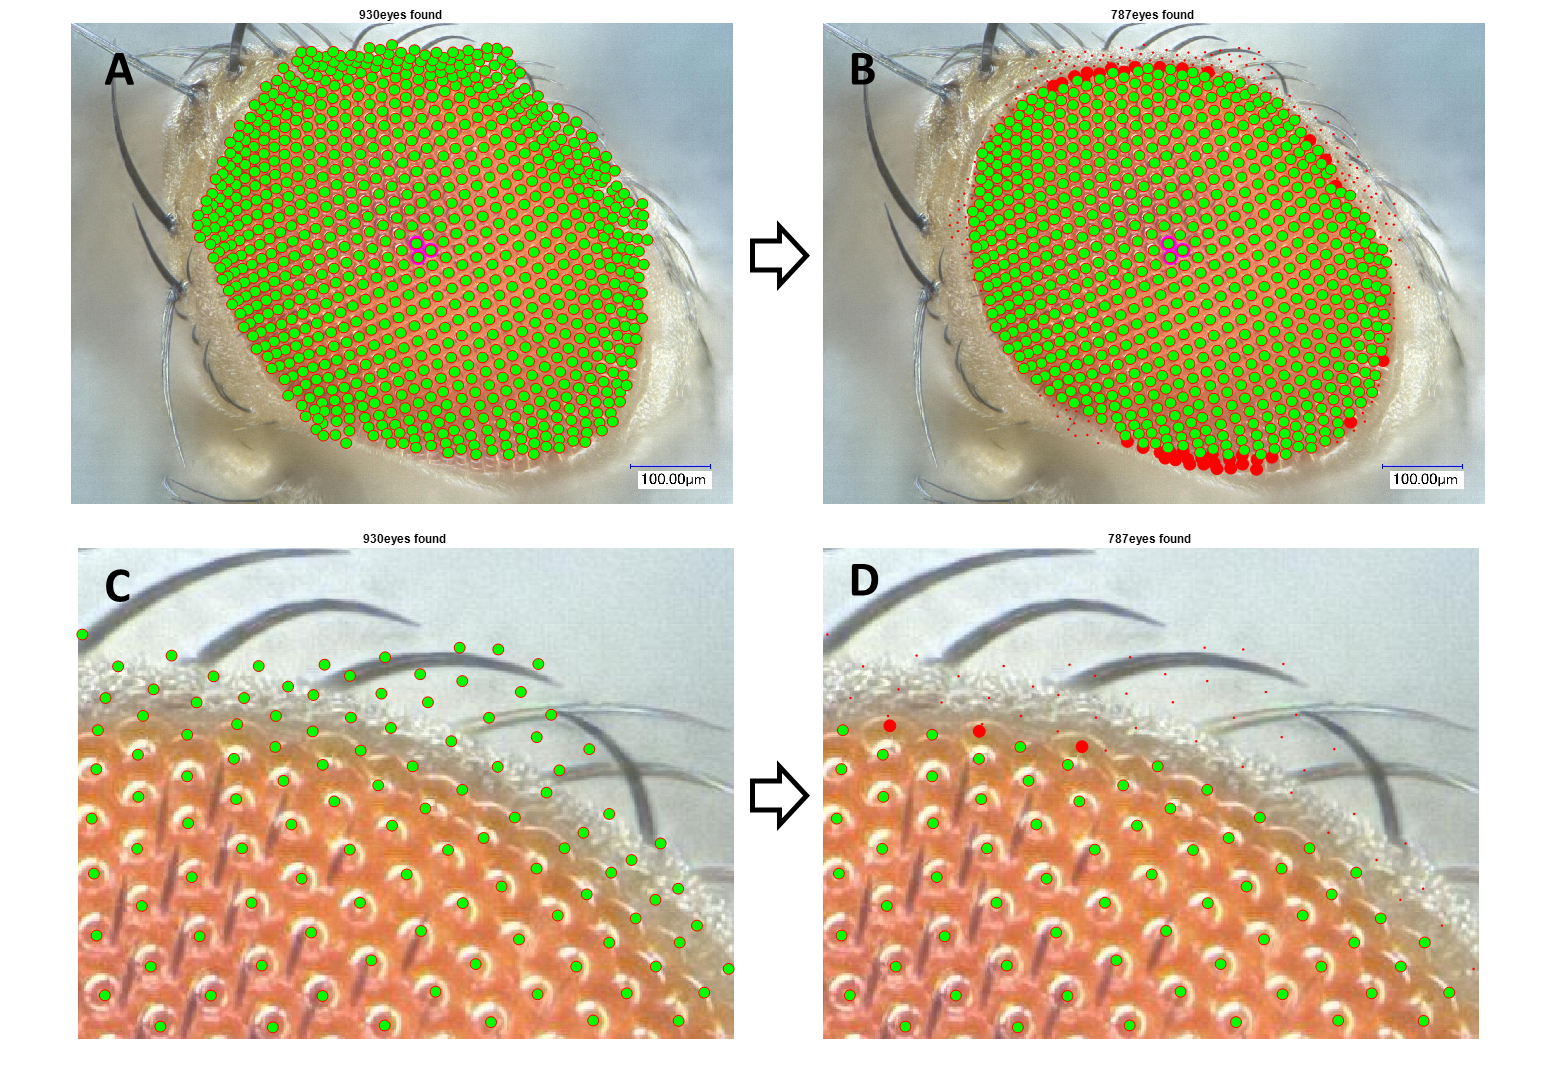 930eyes found
787eyes found
A
B
100.00µm
100.00µm
930eyes found
787eyes found
C
D